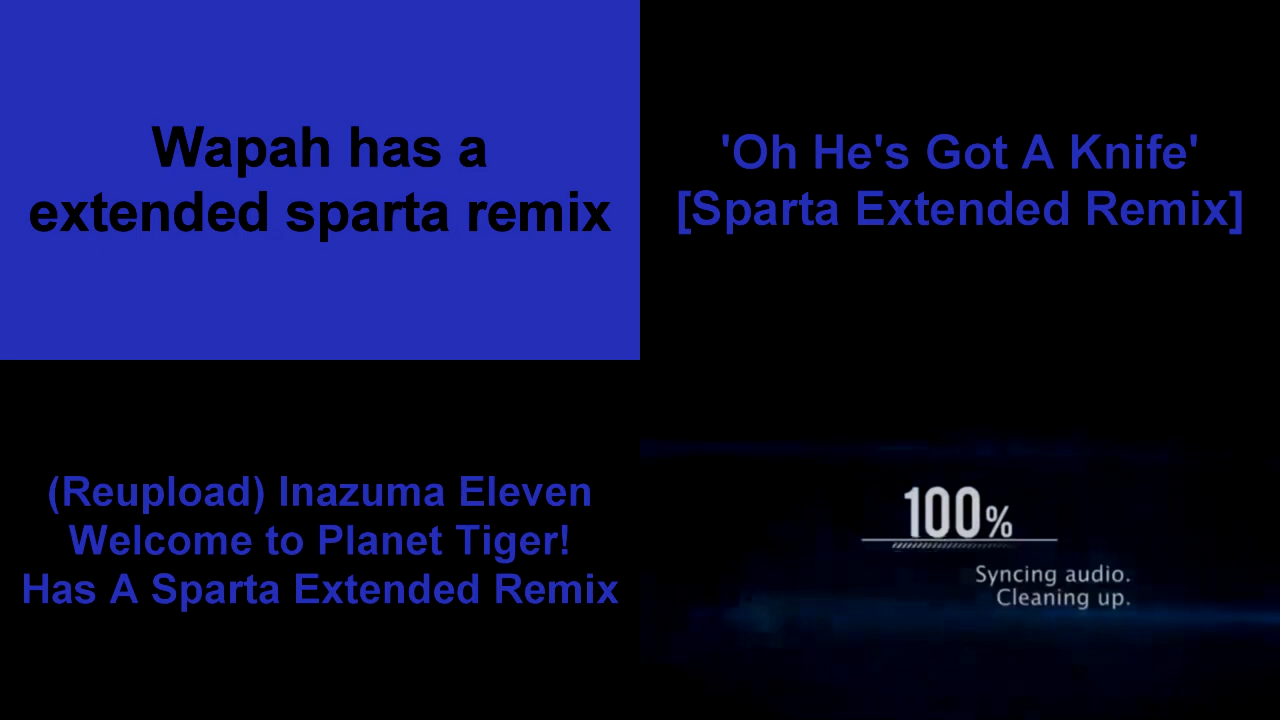 Wapah has a
extended sparta remix
'Oh He's Got A Knife'
[Sparta Extended Remix]
(Reupload) Inazuma Eleven
Welcome to Planet Tiger!
Has A Sparta Extended Remix
100%
Syncing audio.
Cleaning up.